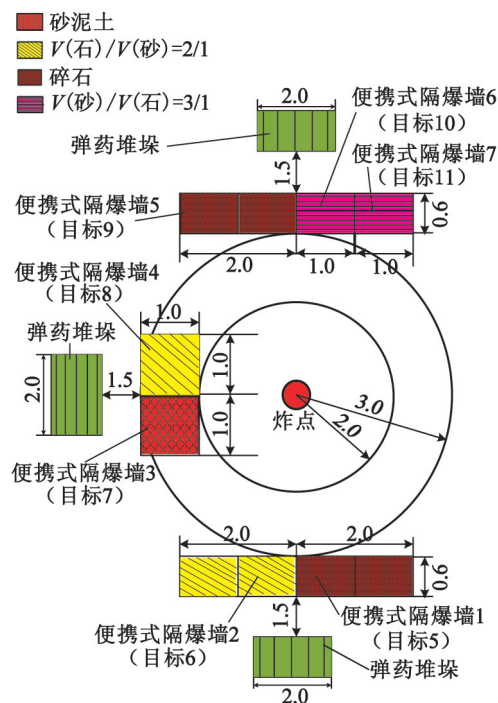 砂泥土
V(石)/V(砂)=2/1
碎石
V(砂)/V(石)=3/1
2.0
弹药堆垛
便携式隔爆墙6
（目标10）
便携式隔爆墙7
（目标11）
1.5
便携式隔爆墙5
（目标9）
0.6
2.0
1.0
1.0
便携式隔爆墙4
（目标8）
1.0
弹药堆垛
2.0
1.5
1.0
1.0
炸点
3.0
2.0
便携式隔爆墙3
（目标7）
2.0
2.0
0.6
1.5
便携式隔爆墙2
（目标6）
便携式隔爆墙1
（目标5）
弹药堆垛
2.0